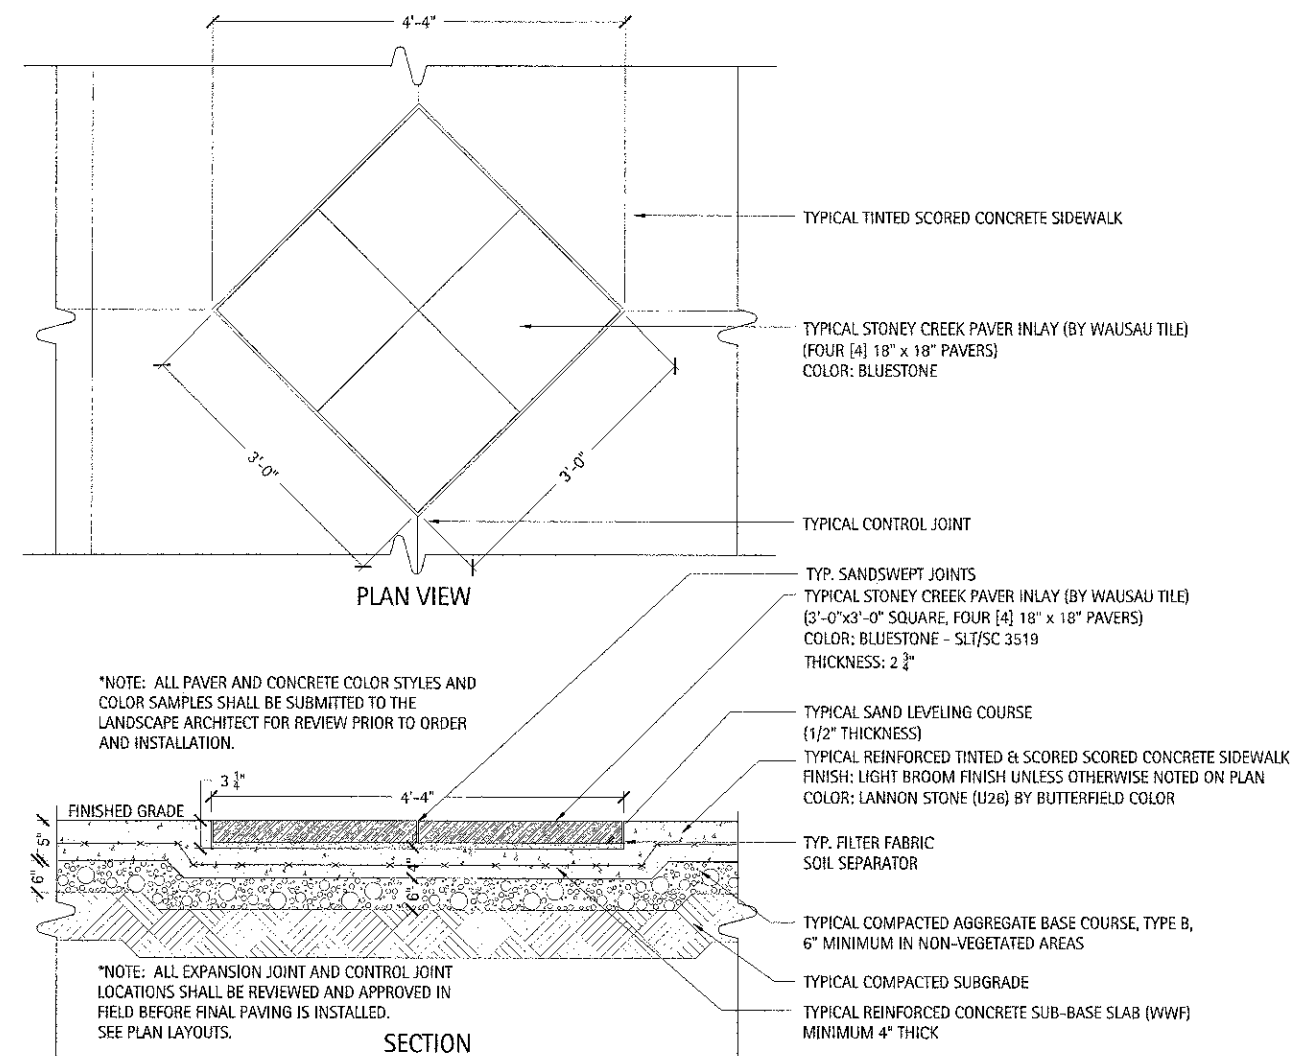 4'-4"
TYPICAL TINTED SCORED CONCRETE SIDEWALK
TYPICAL STONEY CREEK PAVER INLAY (BY WAUSAU TILE)
(FOUR [4] 18" x 18" PAVERS)
COLOR: BLUESTONE
3'-0"
3'-0"
TYPICAL CONTROL JOINT
PLAN VIEW
TYP. SANDSWEPT JOINTS
TYPICAL STONEY CREEK PAVER INLAY (BY WAUSAU TILE)
(3'-0"x3'-0" SQUARE, FOUR [4] 18" x 18" PAVERS)
COLOR: BLUESTONE - SLT/SC 3519
THICKNESS: 2 3/4"
*NOTE: ALL PAVER AND CONCRETE COLOR STYLES AND
COLOR SAMPLES SHALL BE SUBMITTED TO THE
LANDSCAPE ARCHITECT FOR REVIEW PRIOR TO ORDER
AND INSTALLATION.
TYPICAL SAND LEVELING COURSE
(1/2" THICKNESS)
TYPICAL REINFORCED TINTED & SCORED SCORED CONCRETE SIDEWALK
FINISH: LIGHT BROOM FINISH UNLESS OTHERWISE NOTED ON PLAN
COLOR: LANNON STONE (U26) BY BUTTERFIELD COLOR
3 1/4"
4'-4"
FINISHED GRADE
5"
6"
4"
6"
TYP. FILTER FABRIC
SOIL SEPARATOR
TYPICAL COMPACTED AGGREGATE BASE COURSE, TYPE B,
6" MINIMUM IN NON-VEGETATED AREAS
TYPICAL COMPACTED SUBGRADE
TYPICAL REINFORCED CONCRETE SUB-BASE SLAB (WWF)
MINIMUM 4" THICK
*NOTE: ALL EXPANSION JOINT AND CONTROL JOINT
LOCATIONS SHALL BE REVIEWED AND APPROVED IN
FIELD BEFORE FINAL PAVING IS INSTALLED.
SEE PLAN LAYOUTS.
SECTION